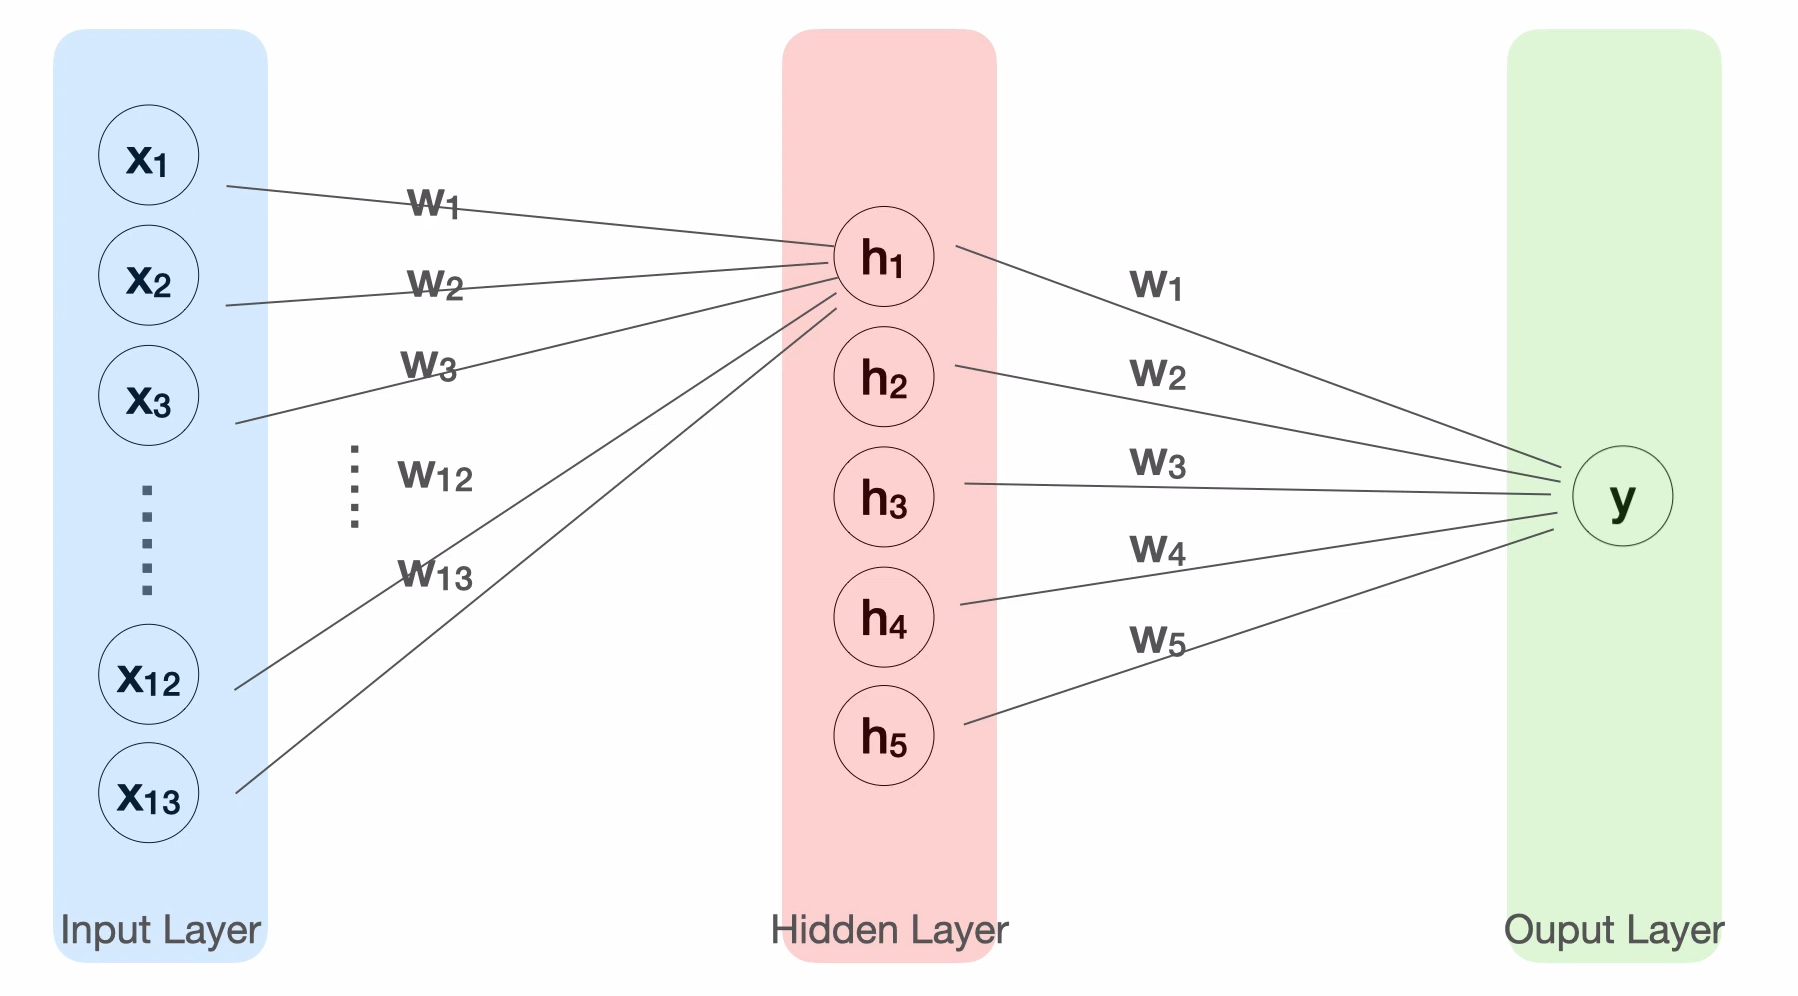 x1
x2
x3
x12
x13
Input Layer
w1
w2
w3
w12
w13
h1
h2
h3
h4
h5
Hidden Layer
w1
w2
w3
w4
w5
y
Ouput Layer